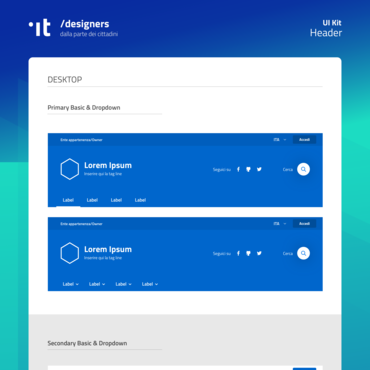 ·ıt /designers
dalla parte dei cittadini
UI Kit
Header
DESKTOP
Primary Basic & Dropdown
Ente appartenenza/Owner
ITA
Accedi
Lorem Ipsum
Inserire qui la tag line
Seguici su
Cerca
Label Label Label Label
Ente appartenenza/Owner
ITA
Accedi
Lorem Ipsum
Inserire qui la tag line
Seguici su
Cerca
Label Label Label Label
Secondary Basic & Dropdown